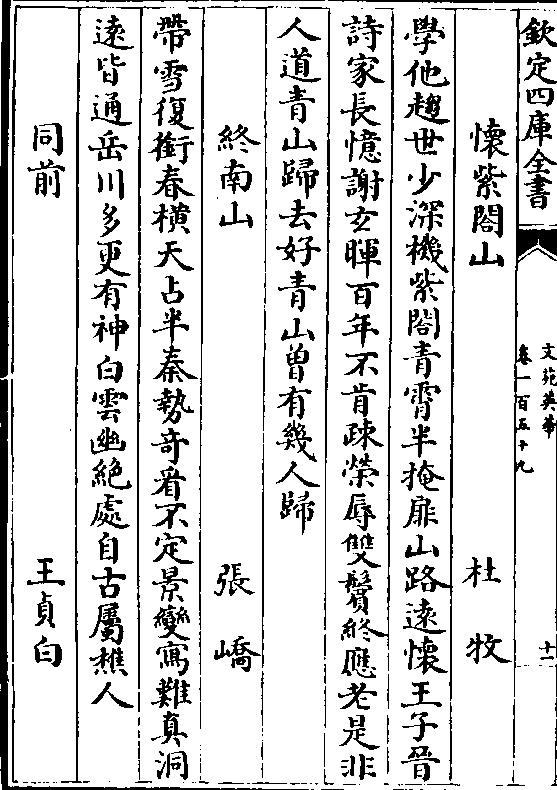 欽定四庫全書
文苑英華
卷一百五十九
十一
懷紫閣山 杜牧
學他趨世少深機紫閣青霄半掩扉山路遠懷王子晉
詩家長憶謝玄暉百年不肯疎榮辱雙鬢終應老是非
人道青山歸去好青山曾有幾人歸
終南山 張嶠
帶雪復銜春橫天占半秦勢奇看不定景變寫難真洞
遠皆通岳川多更有神白雲幽絶處自古屬樵人
同前 王貞白